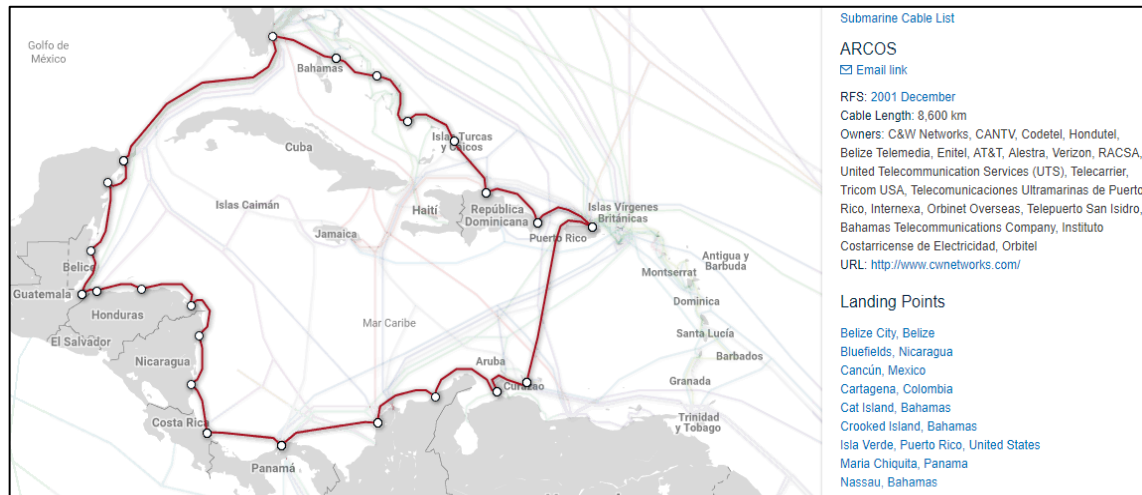 Golfo de
México
Bahamas
Islas Turcas
y Caicos
Cuba
Islas Caimán
Haití
República
Dominicana
Islas Vírgenes
Británicas
Jamaica
Puerto Rico
Antigua y
Barbuda
Belice
Montserrat
Guatemala
Dominica
Honduras
Mar Caribe
El Salvador
Santa Lucía
Nicaragua
Aruba
Barbados
Curazao
Granada
Costa Rica
Trinidad
y Tobago
Panamá
Submarine Cable List
ARCOS
Email link
RFS: 2001 December
Cable Length: 8,600 km
Owners: C&W Networks, CANTV, Codetel, Hondutel,
Belize Telemedia, Enitel, AT&T, Alestra, Verizon, RACSA,
United Telecommunication Services (UTS), Telecarrier,
Tricom USA, Telecomunicaciones Ultramarinas de Puerto
Rico, Internexa, Orbinet Overseas, Telepuerto San Isidro,
Bahamas Telecommunications Company, Instituto
Costarricense de Electricidad, Orbitel
URL: http://www.cwnetworks.com/
Landing Points
Belize City, Belize
Bluefields, Nicaragua
Cancún, Mexico
Cartagena, Colombia
Cat Island, Bahamas
Crooked Island, Bahamas
Isla Verde, Puerto Rico, United States
Maria Chiquita, Panama
Nassau, Bahamas